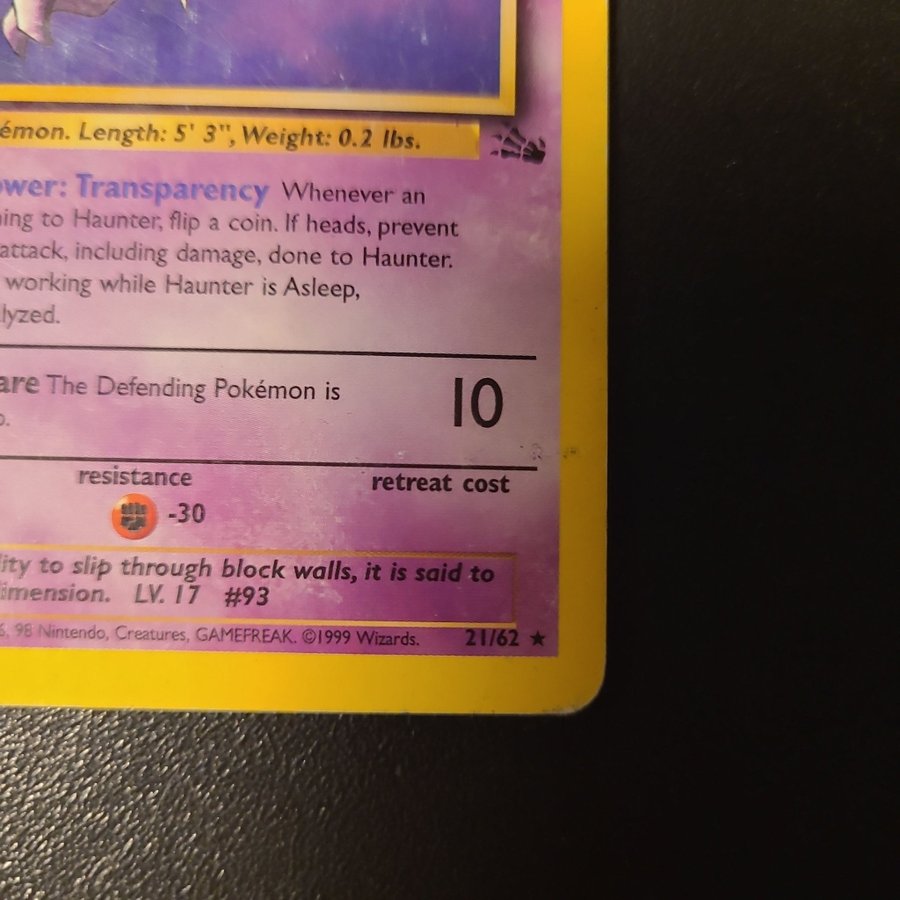 émon. Length: 5' 3", Weight: 0.2 lbs.
ower: Transparency Whenever an
ing to Haunter, flip a coin. If heads, prevent
attack, including damage, done to Haunter.
working while Haunter is Asleep,
lyzed.
are The Defending Pokémon is 10
resistance retreat cost
-30
ity to slip through block walls, it is said to
imension. LV. 17 #93
6, 98 Nintendo, Creatures, GAMEFREAK. ©1999 Wizards. 21/62 ★